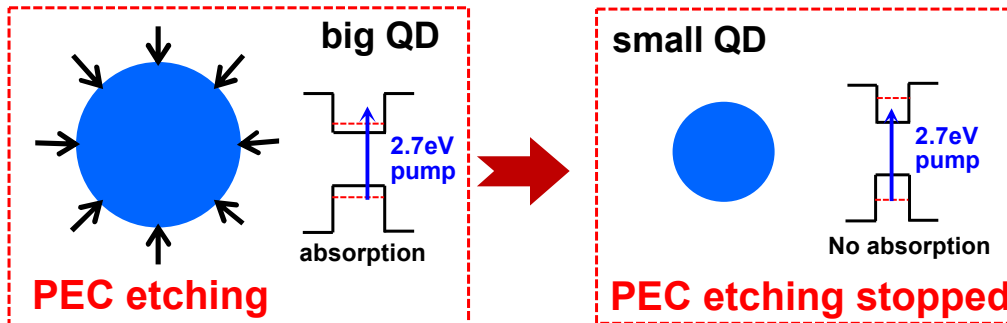 big QD
2.7eV
pump
absorption
PEC etching
small QD
2.7eV
pump
No absorption
PEC etching stopped